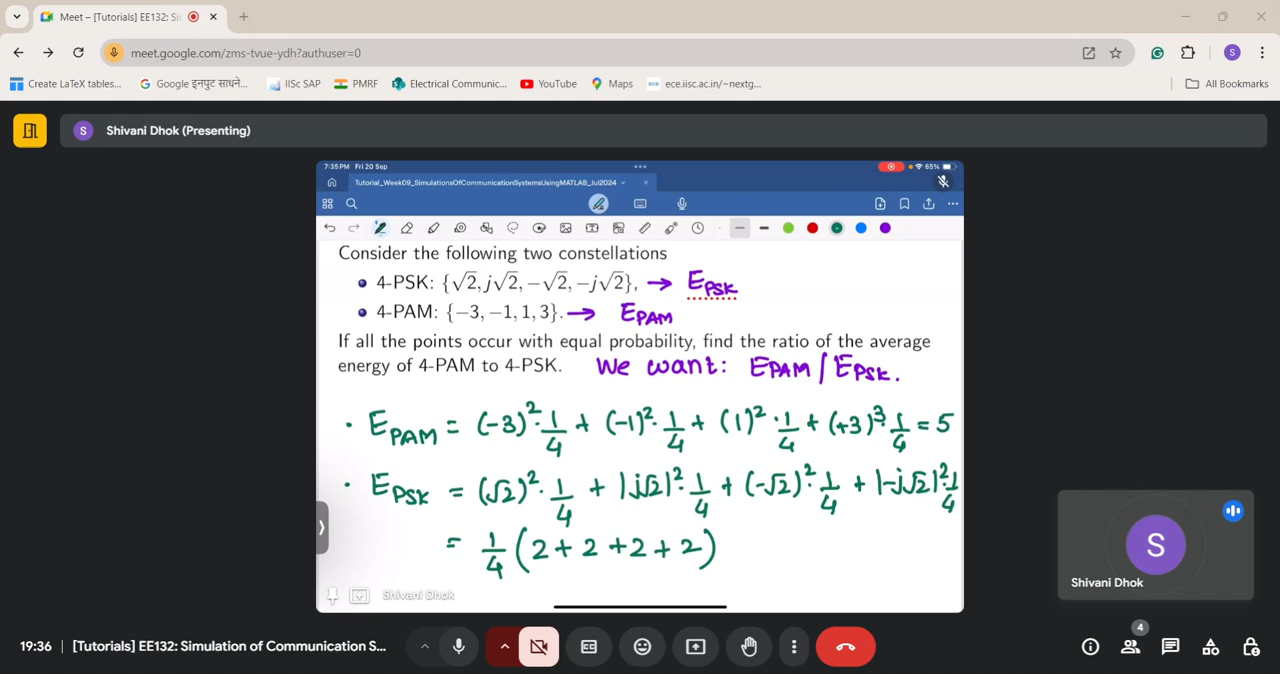 Meet – [Tutorials] EE132: Si
meet.google.com/zms-tvue-ydh?authuser=0
Create LaTeX tables... Google इनपुट साधने... IISc SAP PMRF Electrical Communic... YouTube Maps ece.iisc.ac.in/~nextg... All Bookmarks
S Shivani Dhok (Presenting)
7:35 PM Fri 20 Sep 65%
Tutorial_Week09_SimulationsOfCommunicationSystemsUsingMATLAB_Jul2024
Consider the following two constellations
4-PSK: {√2, j√2, −√2, −j√2}, → E_PSK
4-PAM: {−3, −1, 1, 3}. → E_PAM
If all the points occur with equal probability, find the ratio of the average
energy of 4-PAM to 4-PSK. We want: E_PAM / E_PSK.
• E_PAM = (-3)² · 1/4 + (-1)² · 1/4 + (1)² · 1/4 + (+3)³ · 1/4 = 5
• E_PSK = (√2)² · 1/4 + |j√2|² · 1/4 + (-√2)² · 1/4 + |-j√2|² · 1/4
= 1/4 (2 + 2 + 2 + 2)
Shivani Dhok
S
Shivani Dhok
19:36 | [Tutorials] EE132: Simulation of Communication S...
4